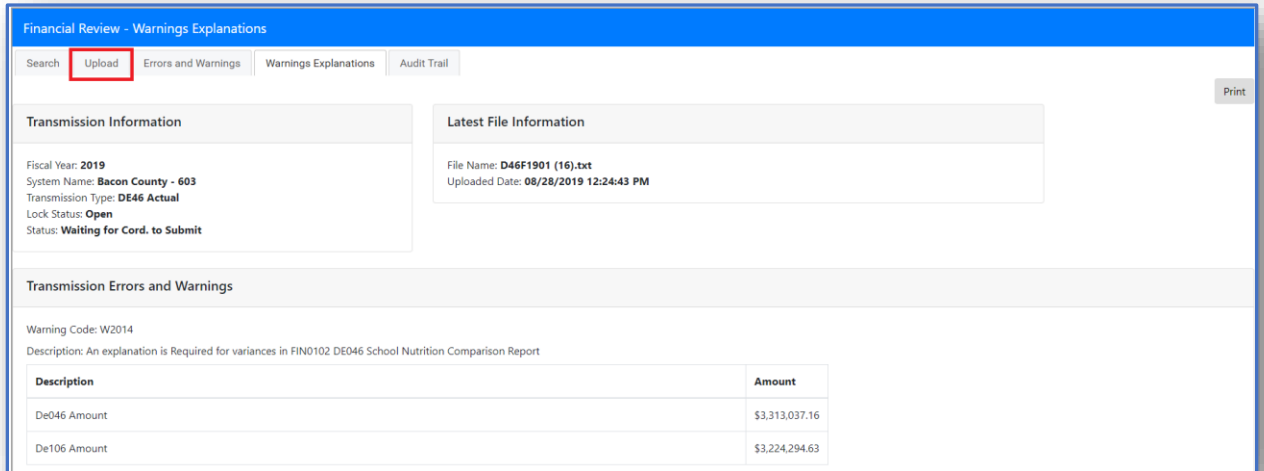 Financial Review - Warnings Explanations
Search Upload Errors and Warnings Warnings Explanations Audit Trail
Print
Transmission Information
Fiscal Year: 2019
System Name: Bacon County - 603
Transmission Type: DE46 Actual
Lock Status: Open
Status: Waiting for Cord. to Submit
Latest File Information
File Name: D46F1901 (16).txt
Uploaded Date: 08/28/2019 12:24:43 PM
Transmission Errors and Warnings
Warning Code: W2014
Description: An explanation is Required for variances in FIN0102 DE046 School Nutrition Comparison Report
Description Amount
De046 Amount $3,313,037.16
De106 Amount $3,224,294.63